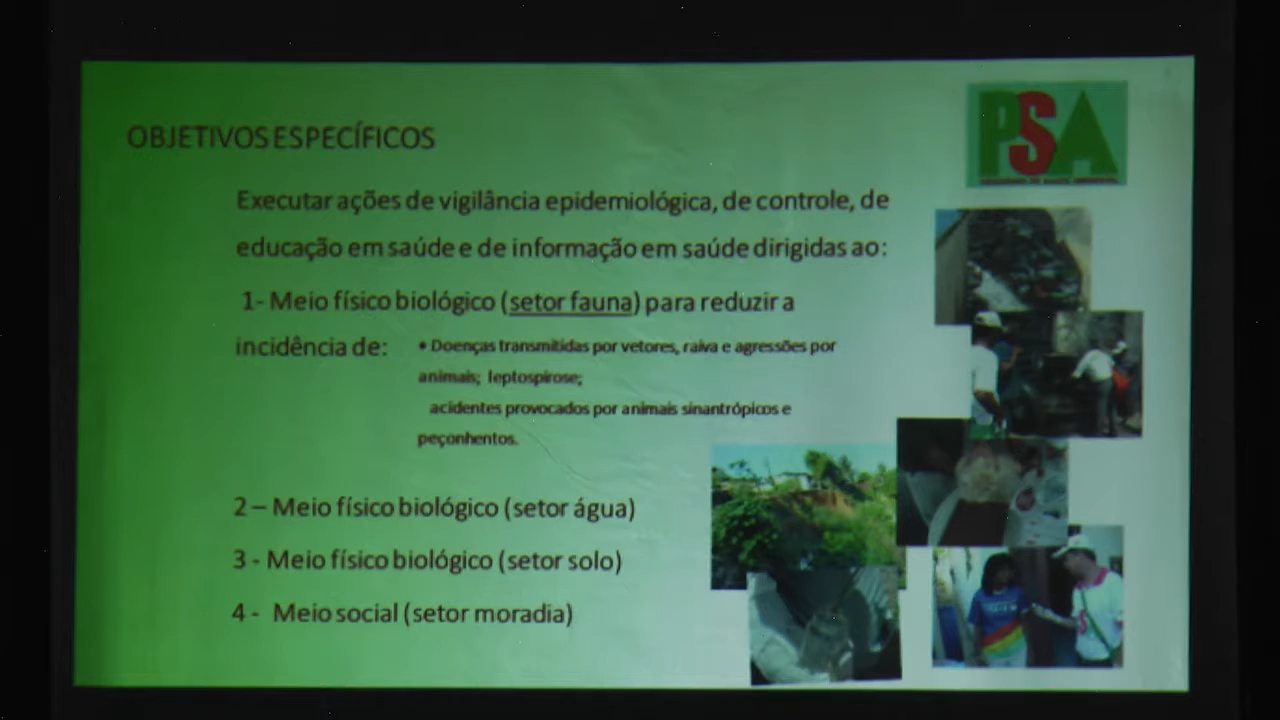 PSA
OBJETIVOS ESPECÍFICOS
Executar ações de vigilância epidemiológica, de controle, de
educação em saúde e de informação em saúde dirigidas ao:
1- Meio físico biológico (setor fauna) para reduzir a
incidência de: • Doenças transmitidas por vetores, raiva e agressões por
animais; leptospirose;
acidentes provocados por animais sinantrópicos e
peçonhentos.
2 – Meio físico biológico (setor água)
3 - Meio físico biológico (setor solo)
4 - Meio social (setor moradia)